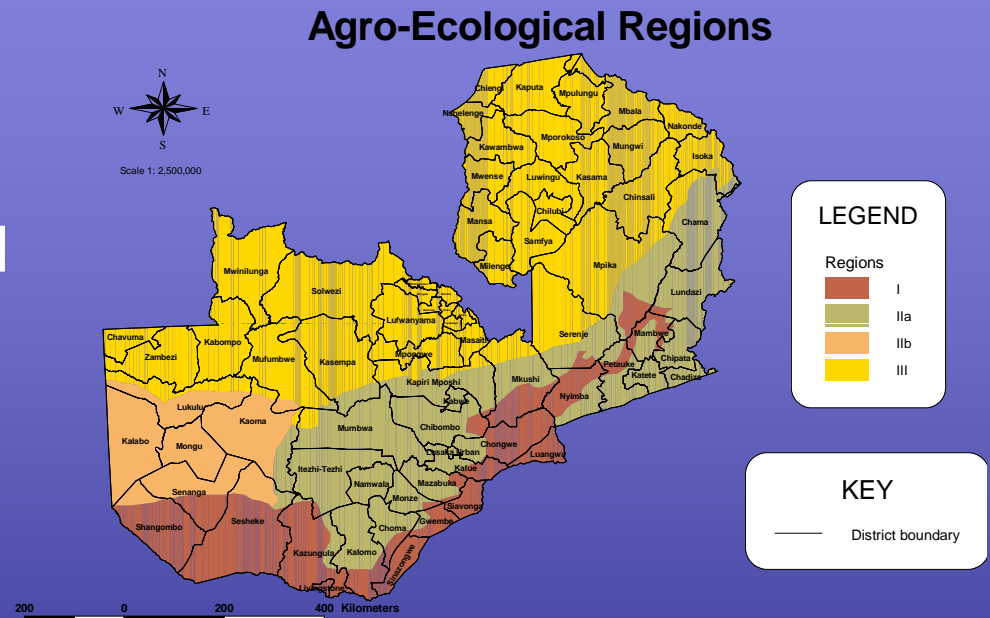 Agro-Ecological Regions
N
W
E
S
Scale 1: 2,500,000
Chiengi
Kaputa
Mpulungu
Mbala
Nchelenge
Nakonde
Mporokoso
Kawambwa
Mungwi
Isoka
Mwense
Luwingu
Kasama
Chinsali
Chilubi
Mansa
Chama
Samfya
Milenge
Mpika
Mwinilunga
Solwezi
Lundazi
Lufwanyama
Chavuma
Zambezi
Kabompo
Masaiti
Serenje
Mambwe
Mufumbwe
Kasempa
Mpongwe
Petauke
Chipata
Katete
Chadiza
Kapiri Mposhi
Mkushi
Nyimba
Lukulu
Kabwe
Kaoma
Mumbwa
Chibombo
Kalabo
Mongu
Chongwe
Lusaka Urban
Luangwa
Itezhi-Tezhi
Kafue
Namwala
Mazabuka
Senanga
Monze
Siavonga
Shangombo
Sesheke
Choma
Gwembe
Kazungula
Kalomo
Sinazongwe
Livingstone
200 0 200 400 Kilometers
LEGEND
Regions
I
IIa
IIb
III
KEY
District boundary